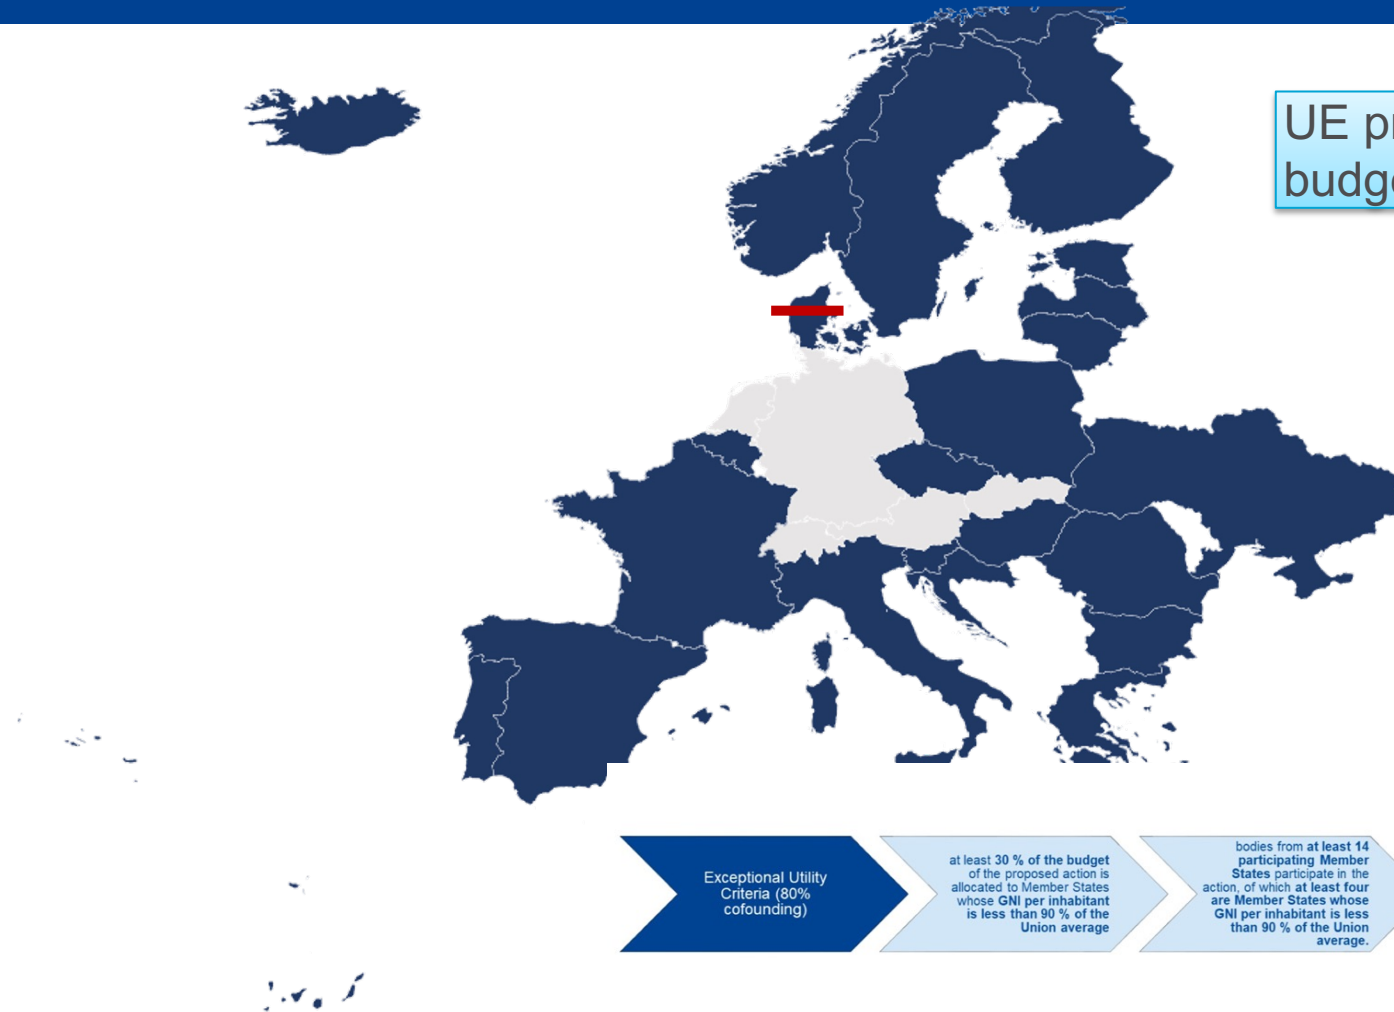 UE pr
budge
Exceptional Utility
Criteria (80%
cofounding)
at least 30 % of the budget
of the proposed action is
allocated to Member States
whose GNI per inhabitant
is less than 90 % of the
Union average
bodies from at least 14
participating Member
States participate in the
action, of which at least four
are Member States whose
GNI per inhabitant is less
than 90 % of the Union
average.